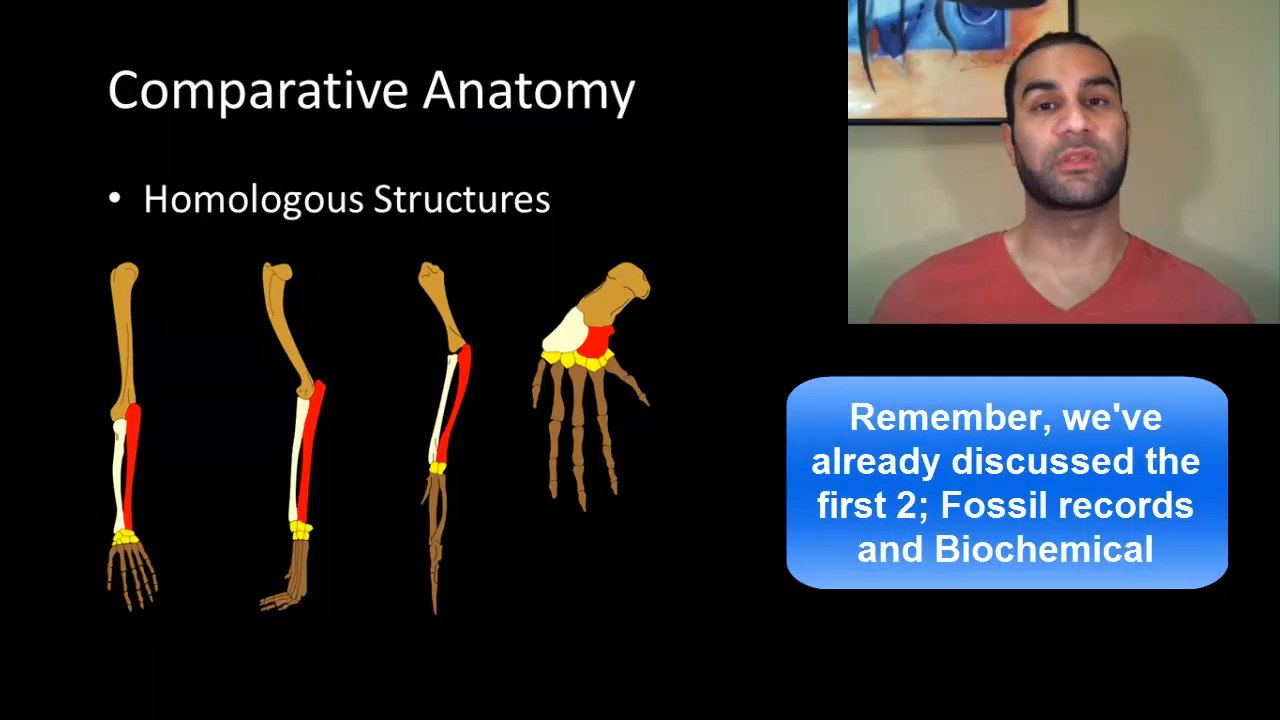 Comparative Anatomy
• Homologous Structures
Remember, we've
already discussed the
first 2; Fossil records
and Biochemical